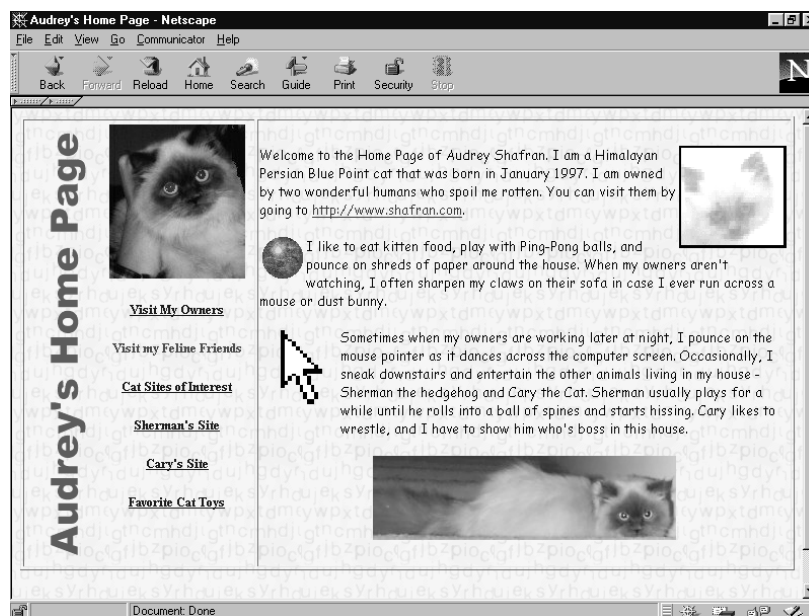 Audrey's Home Page - Netscape
File Edit View Go Communicator Help
Back Forward Reload Home Search Guide Print Security Stop
N
Audrey's Home Page
Visit My Owners
Visit my Feline Friends
Cat Sites of Interest
Sherman's Site
Cary's Site
Favorite Cat Toys
Welcome to the Home Page of Audrey Shafran. I am a Himalayan
Persian Blue Point cat that was born in January 1997. I am owned
by two wonderful humans who spoil me rotten. You can visit them by
going to http://www.shafran.com.
I like to eat kitten food, play with Ping-Pong balls, and
pounce on shreds of paper around the house. When my owners aren't
watching, I often sharpen my claws on their sofa in case I ever run across a
mouse or dust bunny.
Sometimes when my owners are working later at night, I pounce on the
mouse pointer as it dances across the computer screen. Occasionally, I
sneak downstairs and entertain the other animals living in my house -
Sherman the hedgehog and Cary the Cat. Sherman usually plays for a
while until he rolls into a ball of spines and starts hissing. Cary likes to
wrestle, and I have to show him who's boss in this house.
Document: Done